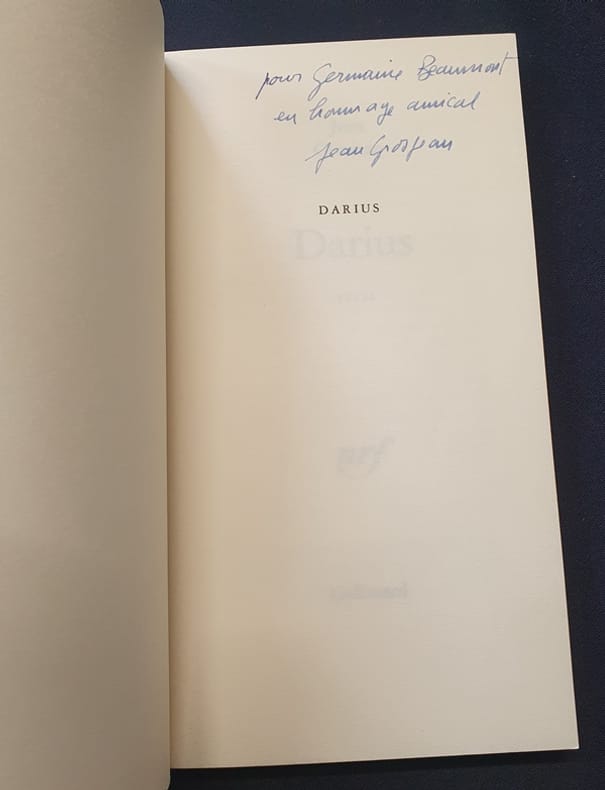 pour Germaine Beaumont
en hommage amical
Jean Grosjean
DARIUS
Darius
nrf
Gallimard